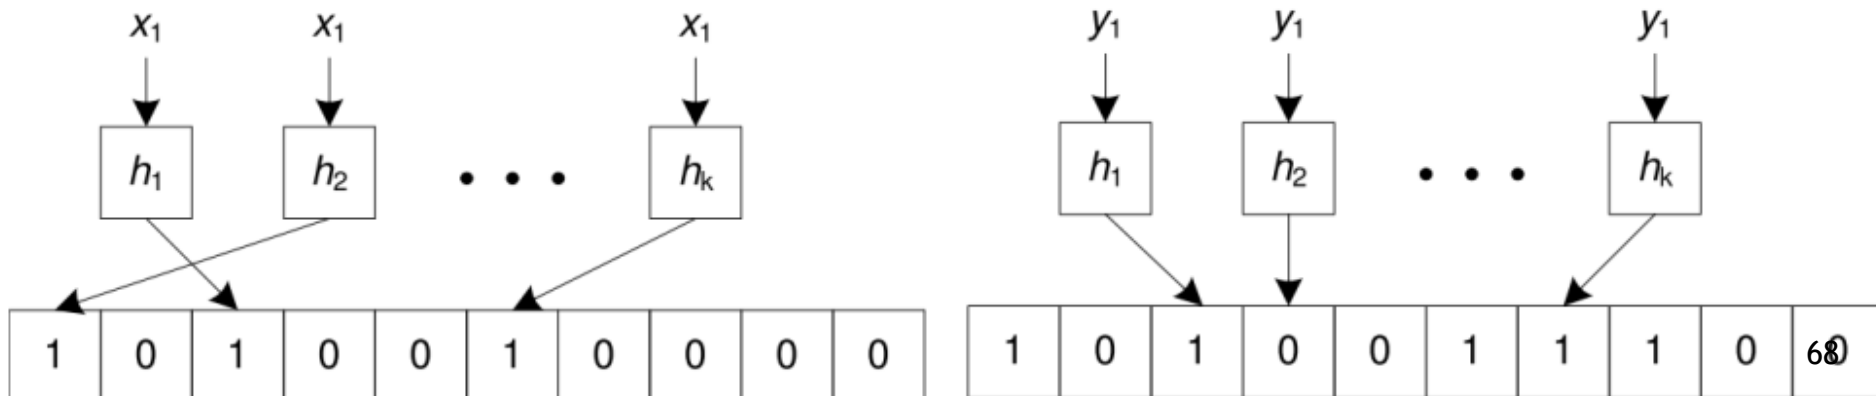 x1 x1 x1 y1 y1 y1
h1 h2 • • • hk h1 h2 • • • hk
1 0 1 0 0 1 0 0 0 0 1 0 1 0 0 1 1 1 0 0
68